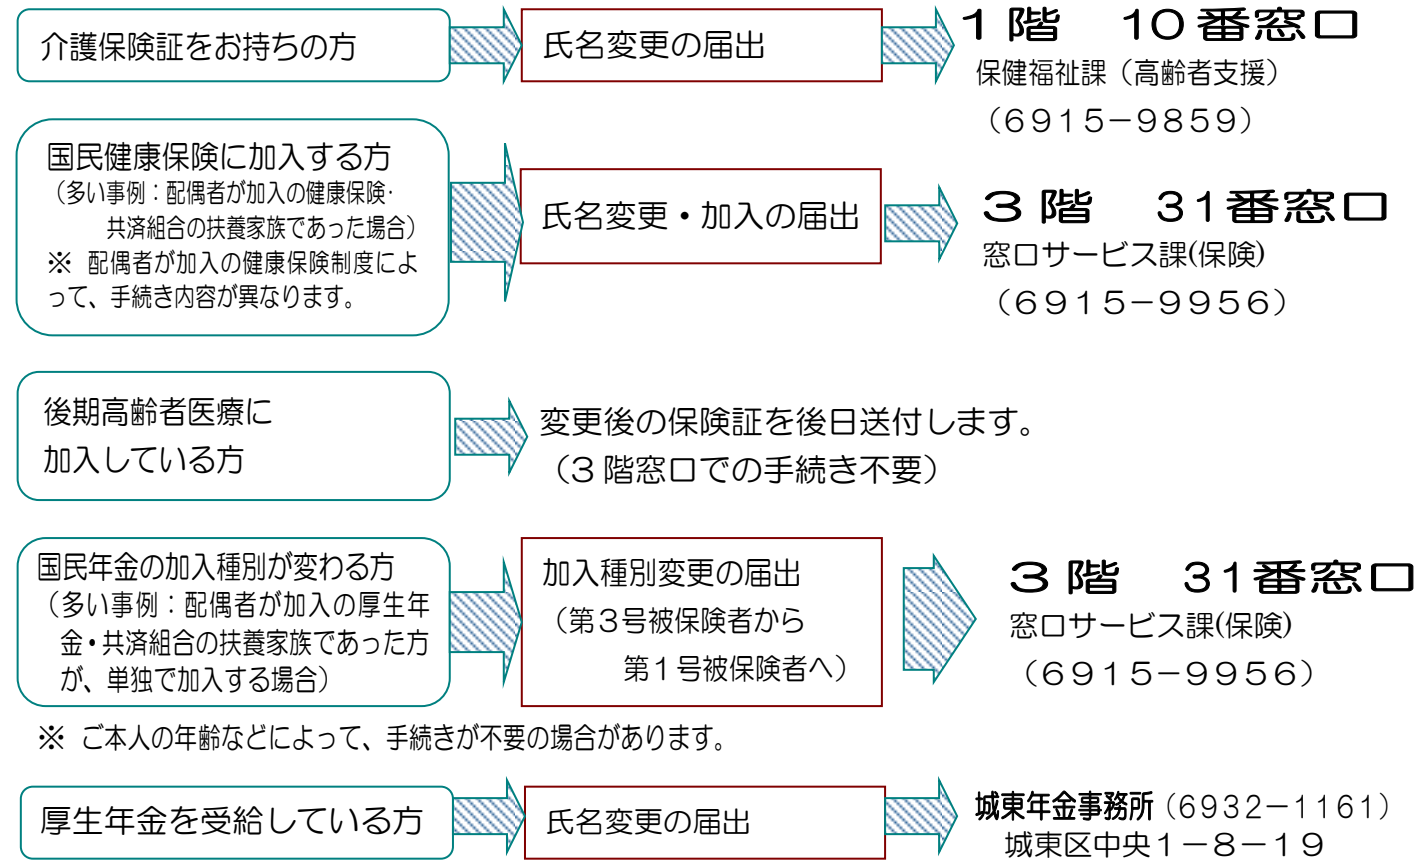 介護保険証をお持ちの方
氏名変更の届出
１階　10番窓口
保健福祉課（高齢者支援）
（６９１５－９８５９）
国民健康保険に加入する方
（多い事例：配偶者が加入の健康保険・
共済組合の扶養家族であった場合）
※ 配偶者が加入の健康保険制度によ
って、手続き内容が異なります。
氏名変更・加入の届出
３階　31番窓口
窓口サービス課(保険)
（６９１５－９９５６）
後期高齢者医療に
加入している方
変更後の保険証を後日送付します。
（３階窓口での手続き不要）
国民年金の加入種別が変わる方
（多い事例：配偶者が加入の厚生年
金・共済組合の扶養家族であった方
が、単独で加入する場合）
加入種別変更の届出
（第３号被保険者から
第１号被保険者へ）
３階　31番窓口
窓口サービス課(保険)
（６９１５－９９５６）
※ ご本人の年齢などによって、手続きが不要の場合があります。
厚生年金を受給している方
氏名変更の届出
城東年金事務所（６９３２－１１６１）
城東区中央１－８－１９